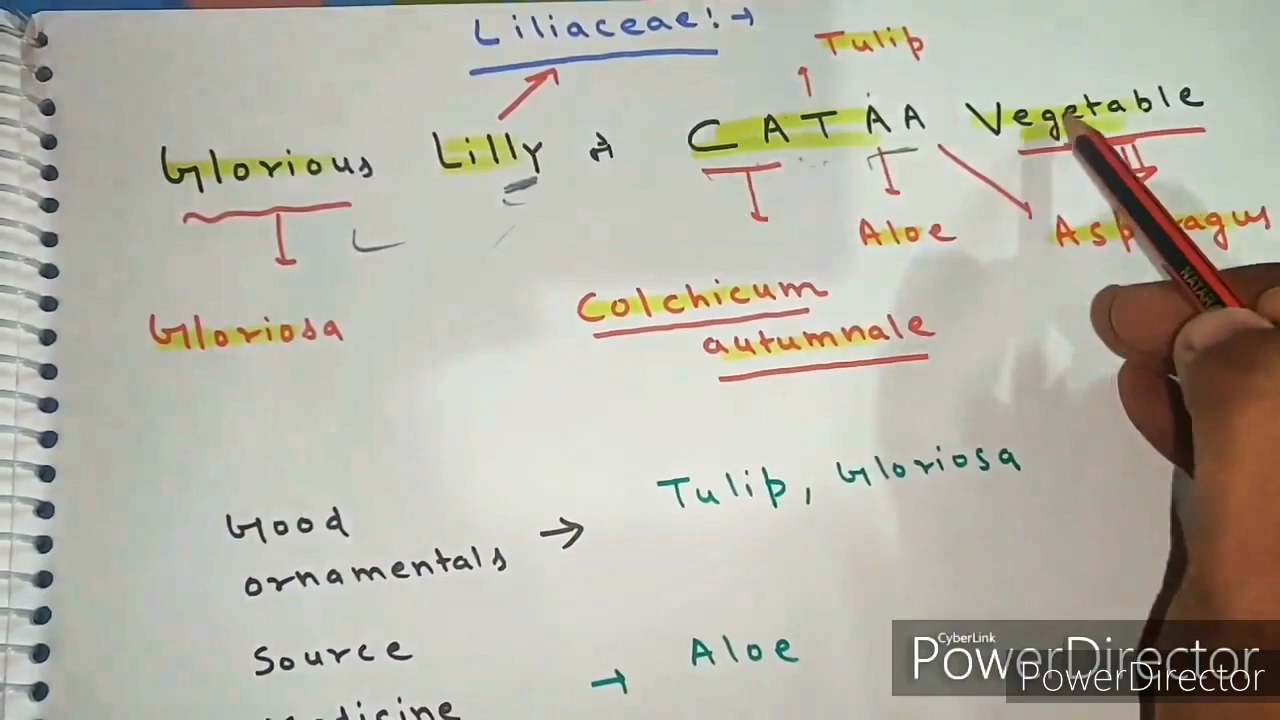 Liliaceae:→
Tulip
Glorious Lilly ने CATAA Vegetable
Aloe
Gloriosa
Colchicum
autumnale
Tulip, Gloriosa
Good
ornamentals →
Source → Aloe
CyberLink
PowerDirector
PowerDirector
NATARAJ